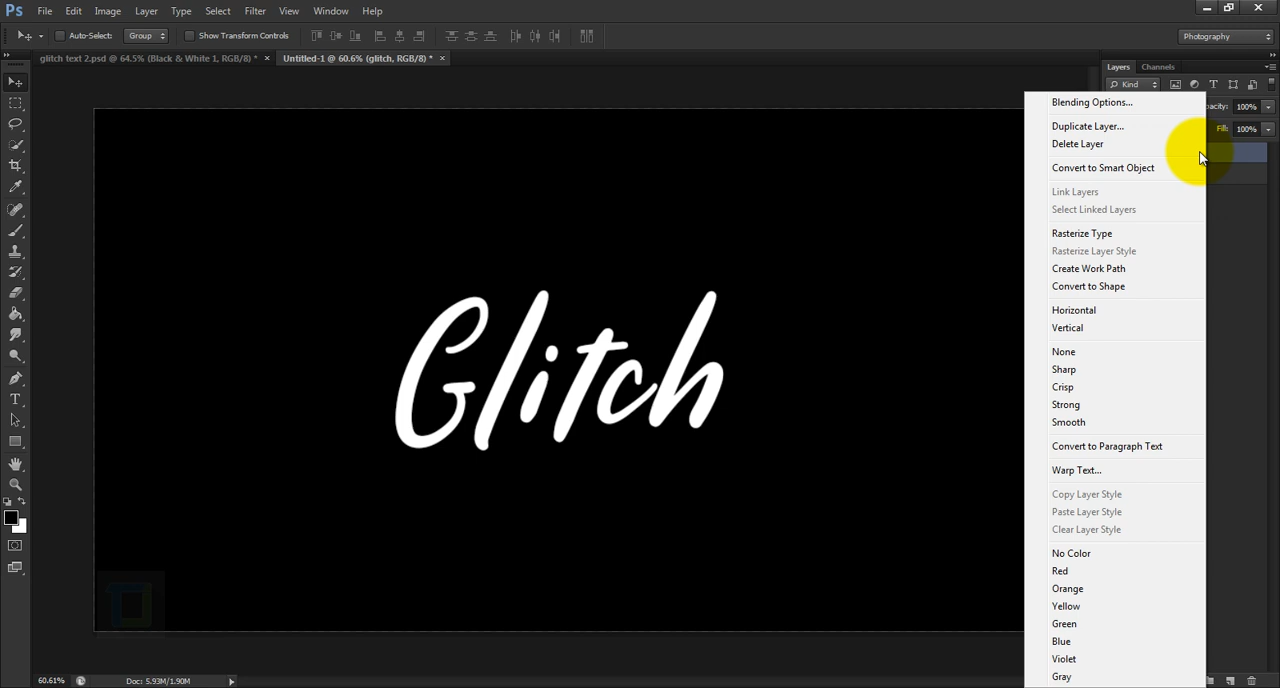 Ps File Edit Image Layer Type Select Filter View Window Help
Auto-Select: Group Show Transform Controls Photography
glitch text 2.psd @ 64.5% (Black & White 1, RGB/8) * × Untitled-1 @ 60.6% (glitch, RGB/8) * ×
Layers Channels
Kind
Blending Options...
pacity: 100%
Duplicate Layer...
Fill: 100%
Delete Layer
Convert to Smart Object
Link Layers
Select Linked Layers
Rasterize Type
Rasterize Layer Style
Create Work Path
Convert to Shape
Horizontal
Vertical
None
Sharp
Crisp
Strong
Smooth
Glitch
Convert to Paragraph Text
Warp Text...
Copy Layer Style
Paste Layer Style
Clear Layer Style
No Color
Red
Orange
Yellow
Green
Blue
Violet
Gray
60.61% Doc: 5.93M/1.90M